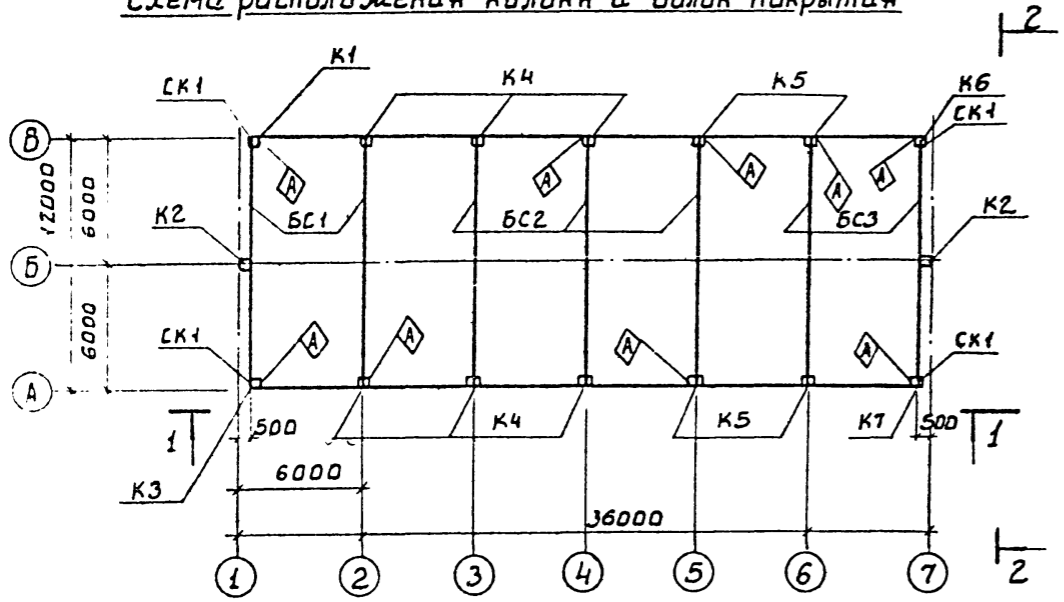 Схема расположения колонн и балок покрытия
2
СК1 К1 К4 К5 К6
СК1
В
А А А А А
12000 6000
К2 БС1 БС2 БС3 К2
Б
6000
СК1 А А А А СК1
А
1 500 К4 К5 К7 500 1
6000
К3
36000
1 2 3 4 5 6 7
2